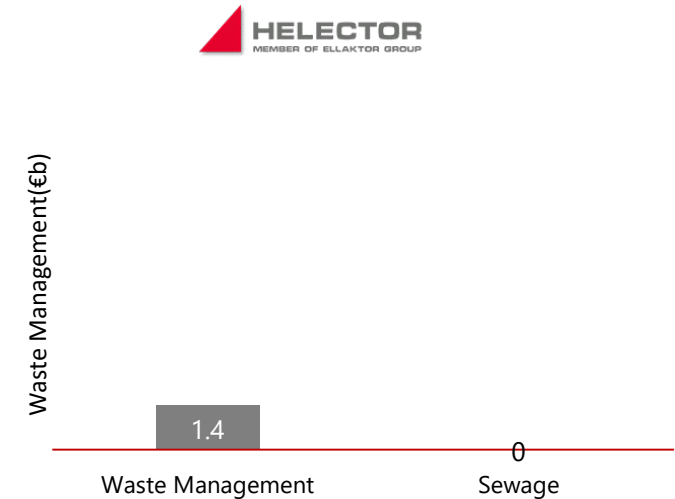 HELECTOR
MEMBER OF ELLAKTOR GROUP
Waste Management(€b)
1.4
0
Waste Management
Sewage